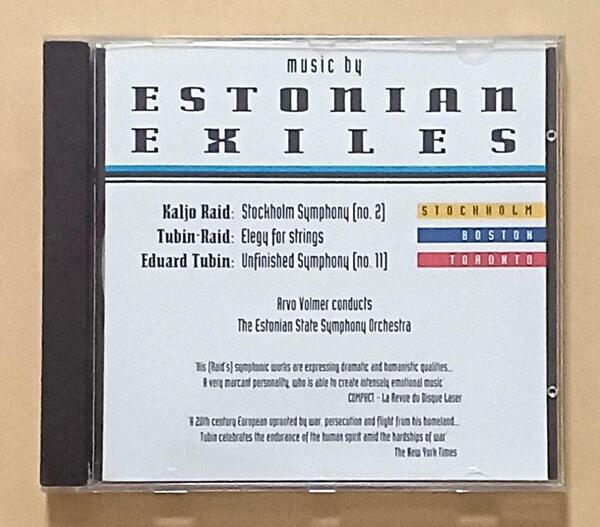 music by
ESTONIAN
EXILES
Kaljo Raid: Stockholm Symphony [no. 2] STOCKHOLM
Tubin-Raid: Elegy for strings BOSTON
Eduard Tubin: Unfinished Symphony [no. 11] TORONTO
Arvo Volmer conducts
The Estonian State Symphony Orchestra
'His [Raid's] symphonic works are expressing dramatic and humanistic qualities...
A very marcant personality, who is able to create intensely emotional music'
COMPACT - La Revue du Disque Laser
'A 20th century European uprooted by war, persecution and flight from his homeland...
Tubin celebrates the endurance of the human spirit amid the hardships of war'
The New York Times